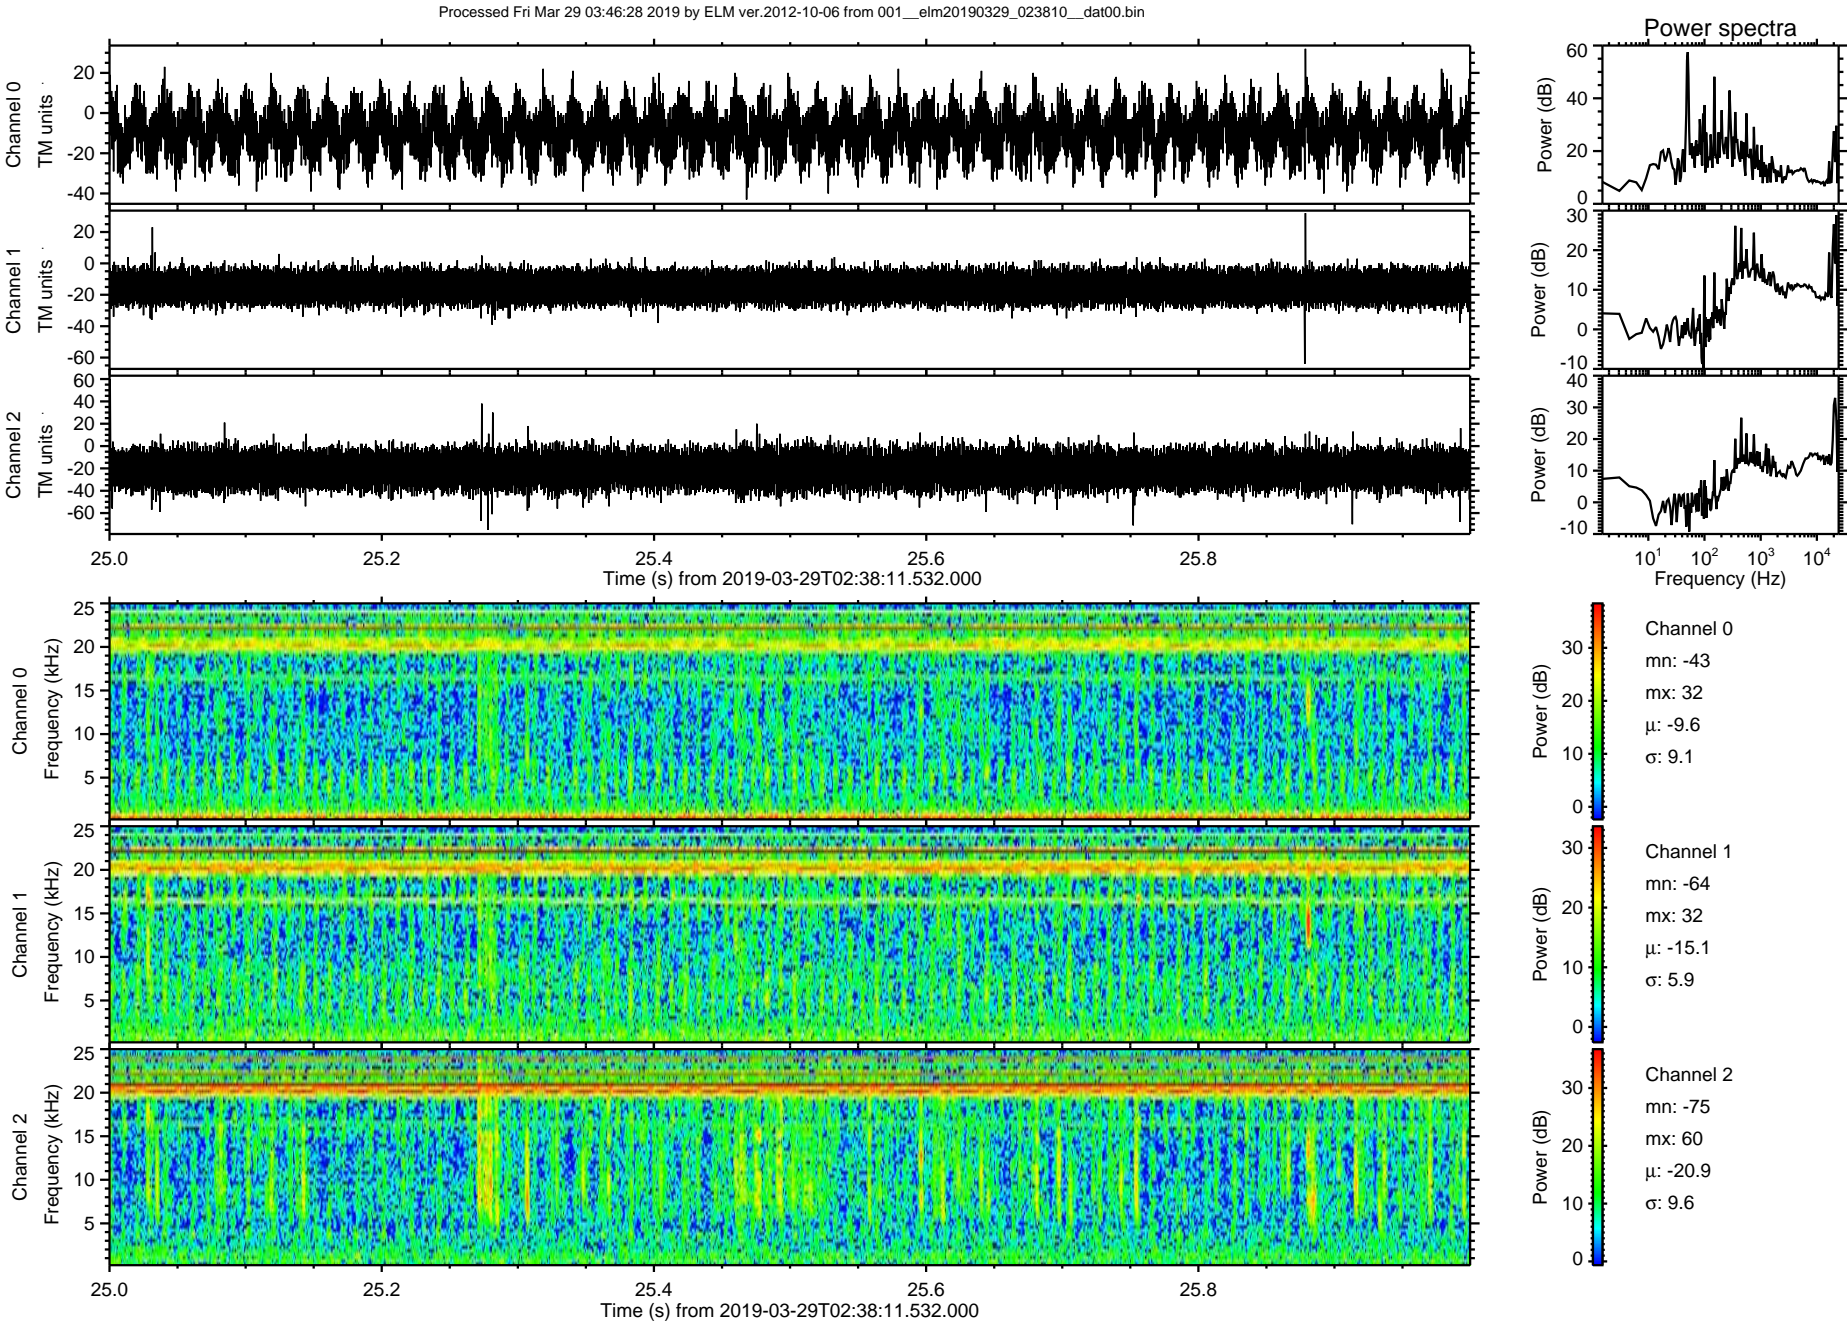 Processed Fri Mar 29 03:46:28 2019 by ELM ver.2012-10-06 from 001__elm20190329_023810__dat00.bin
Power spectra
Channel 0
TM units
20
0
-20
-40
Power (dB)
60
40
20
0
Channel 1
TM units
20
0
-20
-40
-60
Power (dB)
30
20
10
0
-10
Channel 2
TM units
60
40
20
0
-20
-40
-60
Power (dB)
40
30
20
10
0
-10
25.0 25.2 25.4 25.6 25.8
Time (s) from 2019-03-29T02:38:11.532.000
10^1 10^2 10^3 10^4
Frequency (Hz)
Channel 0
Frequency (kHz)
25
20
15
10
5
Power (dB)
30
20
10
0
Channel 0
mn: -43
mx: 32
μ: -9.6
σ: 9.1
Channel 1
Frequency (kHz)
25
20
15
10
5
Power (dB)
30
20
10
0
Channel 1
mn: -64
mx: 32
μ: -15.1
σ: 5.9
Channel 2
Frequency (kHz)
25
20
15
10
5
Power (dB)
30
20
10
0
Channel 2
mn: -75
mx: 60
μ: -20.9
σ: 9.6
25.0 25.2 25.4 25.6 25.8
Time (s) from 2019-03-29T02:38:11.532.000